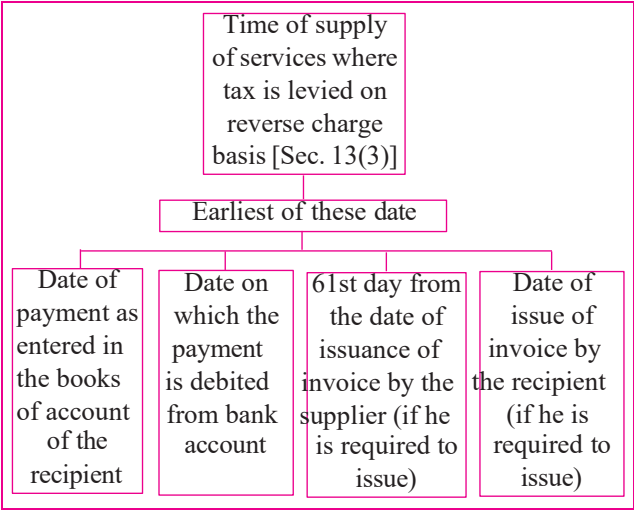 Time of supply
of services where
tax is levied on
reverse charge
basis [Sec. 13(3)]
Earliest of these date
Date of
payment as
entered in
the books
of account
of the
recipient
Date on
which the
payment
is debited
from bank
account
61st day from
the date of
issuance of
invoice by the
supplier (if he
is required to
issue)
Date of
issue of
invoice by
the recipient
(if he is
required to
issue)